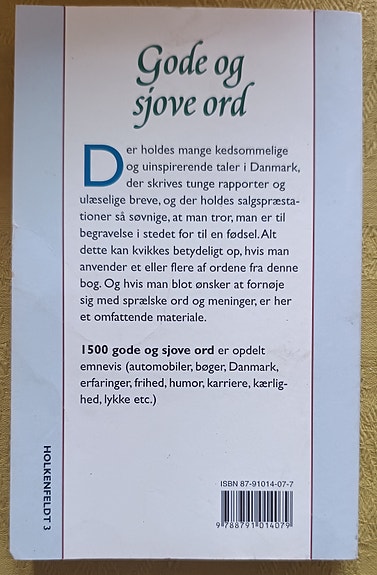 Gode og
sjove ord
Der holdes mange kedsommelige
og uinspirerende taler i Danmark,
der skrives tunge rapporter og
ulæselige breve, og der holdes salgspræsta-
tioner så søvnige, at man tror, man er til
begravelse i stedet for til en fødsel. Alt
dette kan kvikkes betydeligt op, hvis man
anvender et eller flere af ordene fra denne
bog. Og hvis man blot ønsker at fornøje
sig med sprælske ord og meninger, er her
et omfattende materiale.
1500 gode og sjove ord er opdelt
emnevis (automobiler, bøger, Danmark,
erfaringer, frihed, humor, karriere, kærlig-
hed, lykke etc.)
HOLKENFELDT 3
ISBN 87-91014-07-7
9 788791 014079